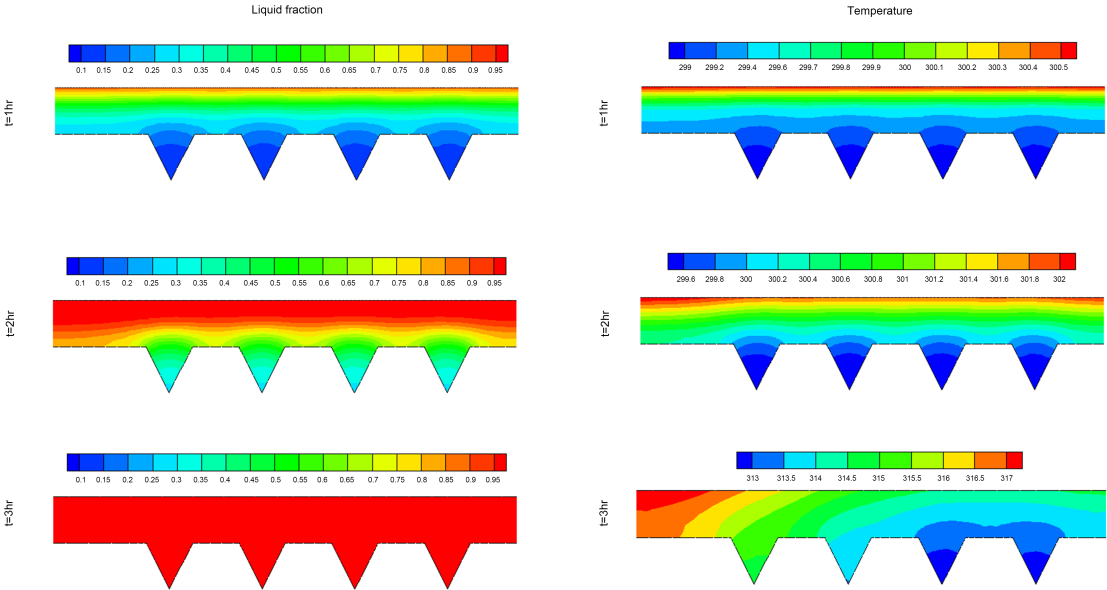 Liquid fraction
Temperature
0.1 0.15 0.2 0.25 0.3 0.35 0.4 0.45 0.5 0.55 0.6 0.65 0.7 0.75 0.8 0.85 0.9 0.95
299 299.2 299.4 299.6 299.7 299.8 299.9 300 300.1 300.2 300.3 300.4 300.5
t=1hr
t=1hr
0.1 0.15 0.2 0.25 0.3 0.35 0.4 0.45 0.5 0.55 0.6 0.65 0.7 0.75 0.8 0.85 0.9 0.95
299.6 299.8 300 300.2 300.4 300.6 300.8 301 301.2 301.4 301.6 301.8 302
t=2hr
t=2hr
0.1 0.15 0.2 0.25 0.3 0.35 0.4 0.45 0.5 0.55 0.6 0.65 0.7 0.75 0.8 0.85 0.9 0.95
313 313.5 314 314.5 315 315.5 316 316.5 317
t=3hr
t=3hr